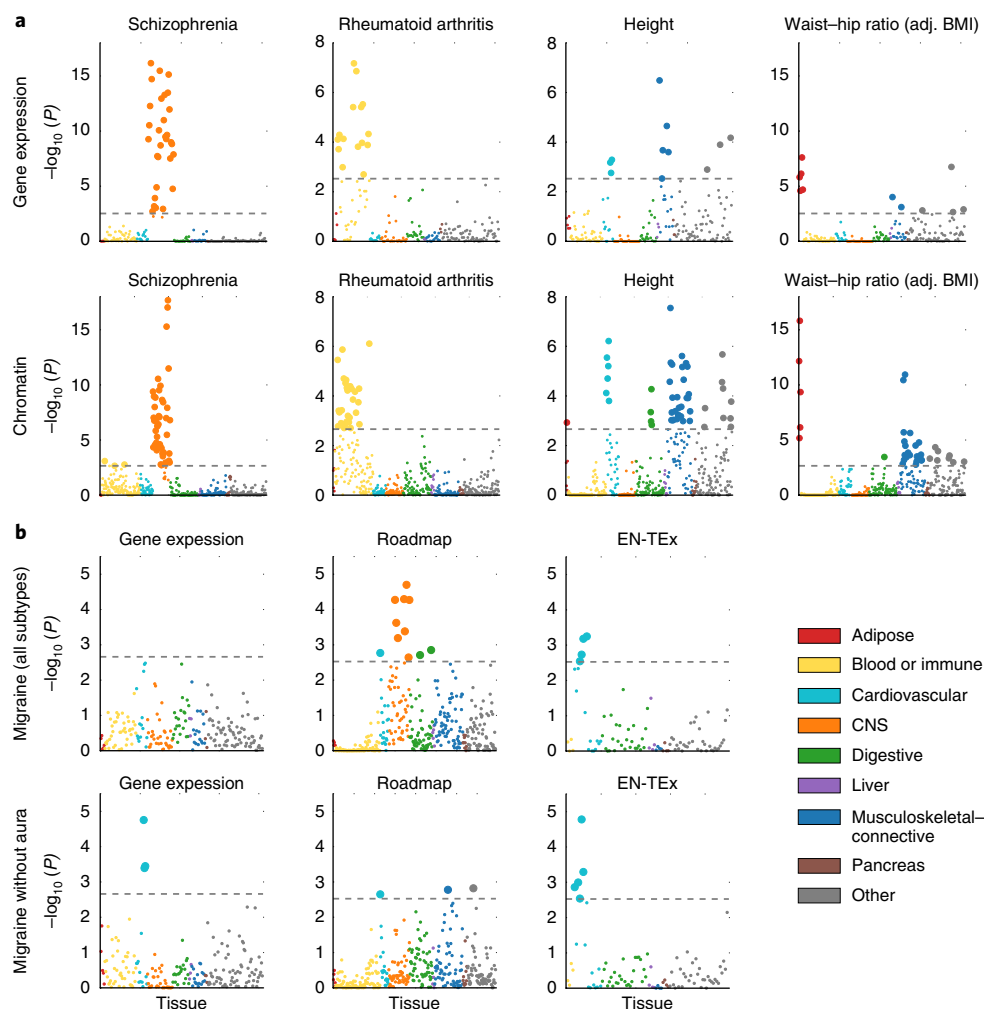 a
Schizophrenia
Rheumatoid arthritis
Height
Waist–hip ratio (adj. BMI)
Gene expression
–log10 (P)
15
10
5
0
8
6
4
2
0
8
6
4
2
0
15
10
5
0
Schizophrenia
Rheumatoid arthritis
Height
Waist–hip ratio (adj. BMI)
Chromatin
–log10 (P)
15
10
5
0
8
6
4
2
0
8
6
4
2
0
15
10
5
0
b
Gene expession
Roadmap
EN-TEx
Migraine (all subtypes)
–log10 (P)
5
4
3
2
1
0
5
4
3
2
1
0
5
4
3
2
1
0
Gene expression
Roadmap
EN-TEx
Migraine without aura
–log10 (P)
5
4
3
2
1
0
5
4
3
2
1
0
5
4
3
2
1
0
Tissue
Tissue
Tissue
Adipose
Blood or immune
Cardiovascular
CNS
Digestive
Liver
Musculoskeletal–
connective
Pancreas
Other